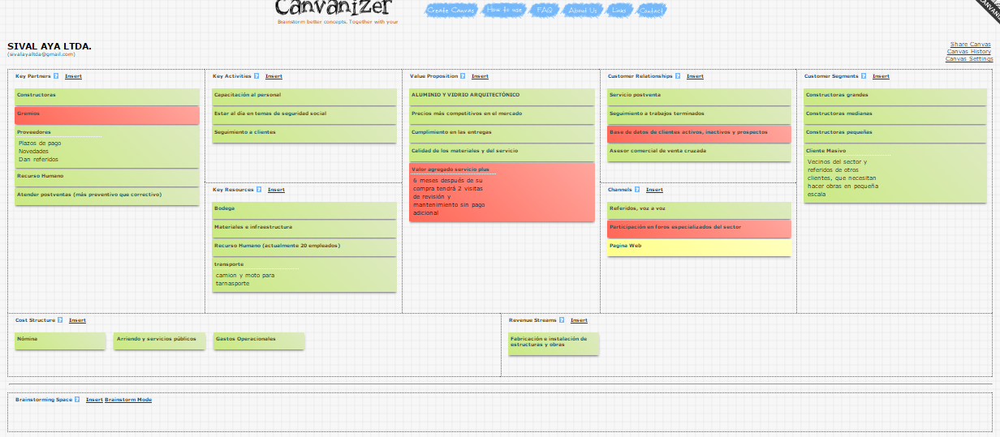 Canvanizer
Brainstorm better concepts. Together with your
Create Canvas
How to use
FAQ
About Us
Links
Contact
SIVAL AYA LTDA.
(sivalayaltda@gmail.com)
Share Canvas
Canvas History
Canvas Settings
Key Partners ? Insert
Constructoras
Gremios
Proveedores
Plazos de pago
Novedades
Dan referidos
Recurso Humano
Atender postventas (más preventivo que correctivo)
Key Activities ? Insert
Capacitación al personal
Estar al día en temas de seguridad social
Seguimiento a clientes
Key Resources ? Insert
Bodega
Materiales e infraestructura
Recurso Humano (actualmente 20 empleados)
transporte
camion y moto para
tarnasporte
Value Proposition ? Insert
ALUMINIO Y VIDRIO ARQUITECTÓNICO
Precios más competitivos en el mercado
Cumplimiento en las entregas
Calidad de los materiales y del servicio
Valor agregado servicio plus
6 meses después de su
compra tendrá 2 visitas
de revisión y
mantenimiento sin pago
adicional
Customer Relationships ? Insert
Servicio postventa
Seguimiento a trabajos terminados
Base de datos de clientes activos, inactivos y prospectos
Asesor comercial de venta cruzada
Channels ? Insert
Referidos, voz a voz
Participación en foros especializados del sector
Pagina Web
Customer Segments ? Insert
Constructores grandes
Constructoras medianas
Constructoras pequeñas
Cliente Masivo
Vecinos del sector y
referidos de otros
clientes, que necesitan
hacer obras en pequeña
escala
Cost Structure ? Insert
Nómina
Arriendo y servicios públicos
Gastos Operacionales
Revenue Streams ? Insert
Fabricación e instalación de
estructuras y obras
Brainstorming Space ? Insert Brainstorm Mode